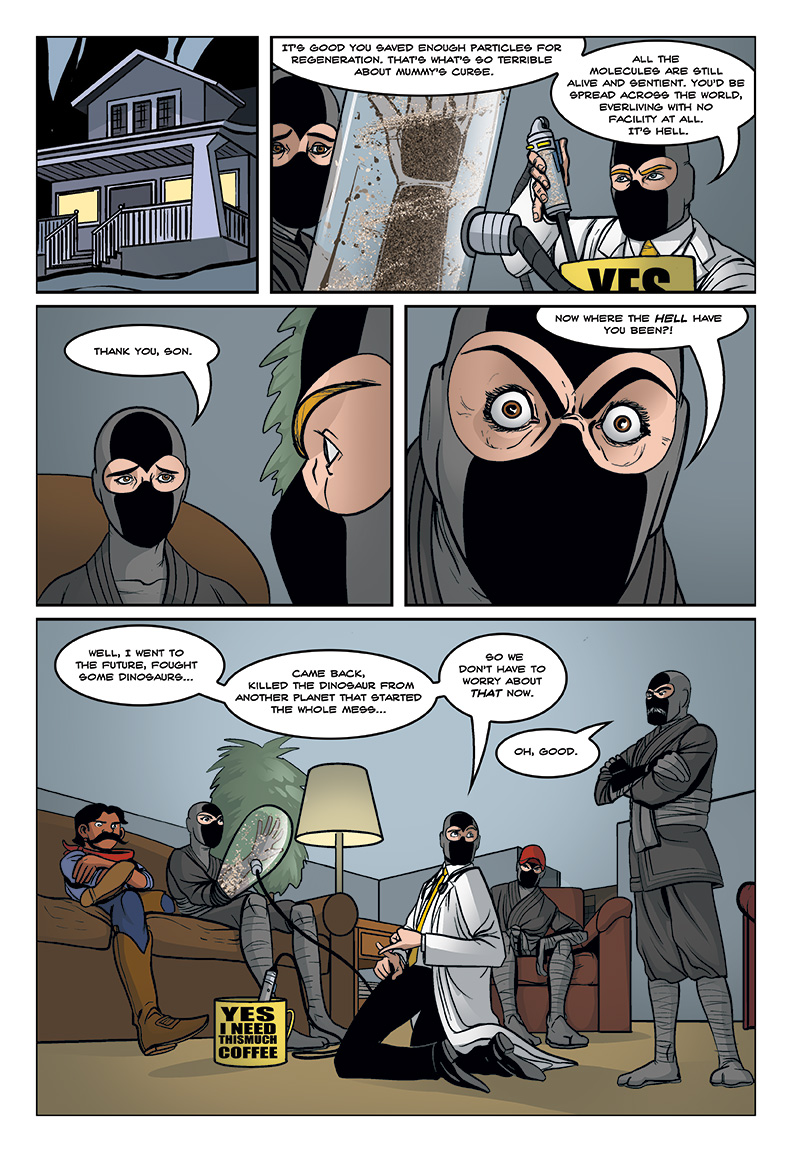 IT'S GOOD YOU SAVED ENOUGH PARTICLES FOR
REGENERATION. THAT'S WHAT'S SO TERRIBLE
ABOUT MUMMY'S CURSE.
ALL THE
MOLECULES ARE STILL
ALIVE AND SENTIENT. YOU'D BE
SPREAD ACROSS THE WORLD,
EVERLIVING WITH NO
FACILITY AT ALL.
IT'S HELL.
YES
THANK YOU, SON.
NOW WHERE THE HELL HAVE
YOU BEEN?!
WELL, I WENT TO
THE FUTURE, FOUGHT
SOME DINOSAURS...
CAME BACK,
KILLED THE DINOSAUR FROM
ANOTHER PLANET THAT STARTED
THE WHOLE MESS...
SO WE
DON'T HAVE TO
WORRY ABOUT
THAT NOW.
OH, GOOD.
YES
I NEED
THISMUCH
COFFEE